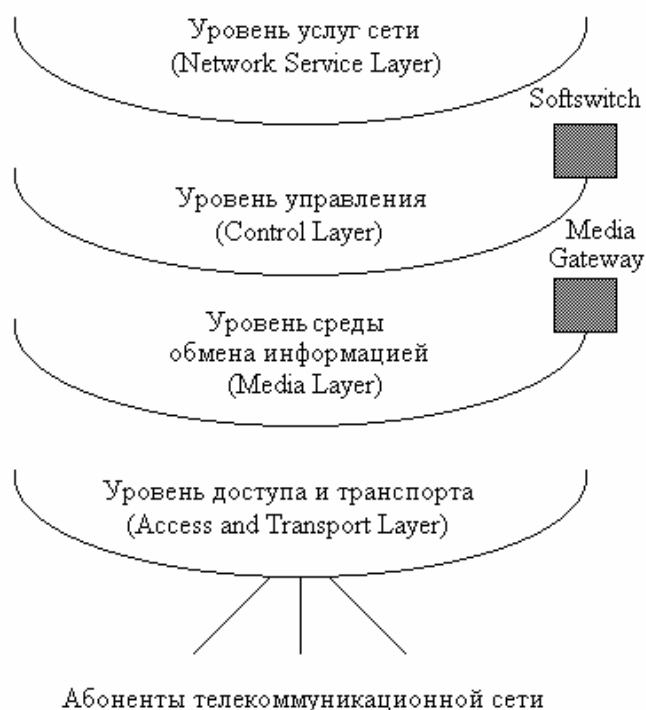 Уровень услуг сети
(Network Service Layer)
Softswitch
Уровень управления
(Control Layer)
Media
Gateway
Уровень среды
обмена информацией
(Media Layer)
Уровень доступа и транспорта
(Access and Transport Layer)
Абоненты телекоммуникационной сети